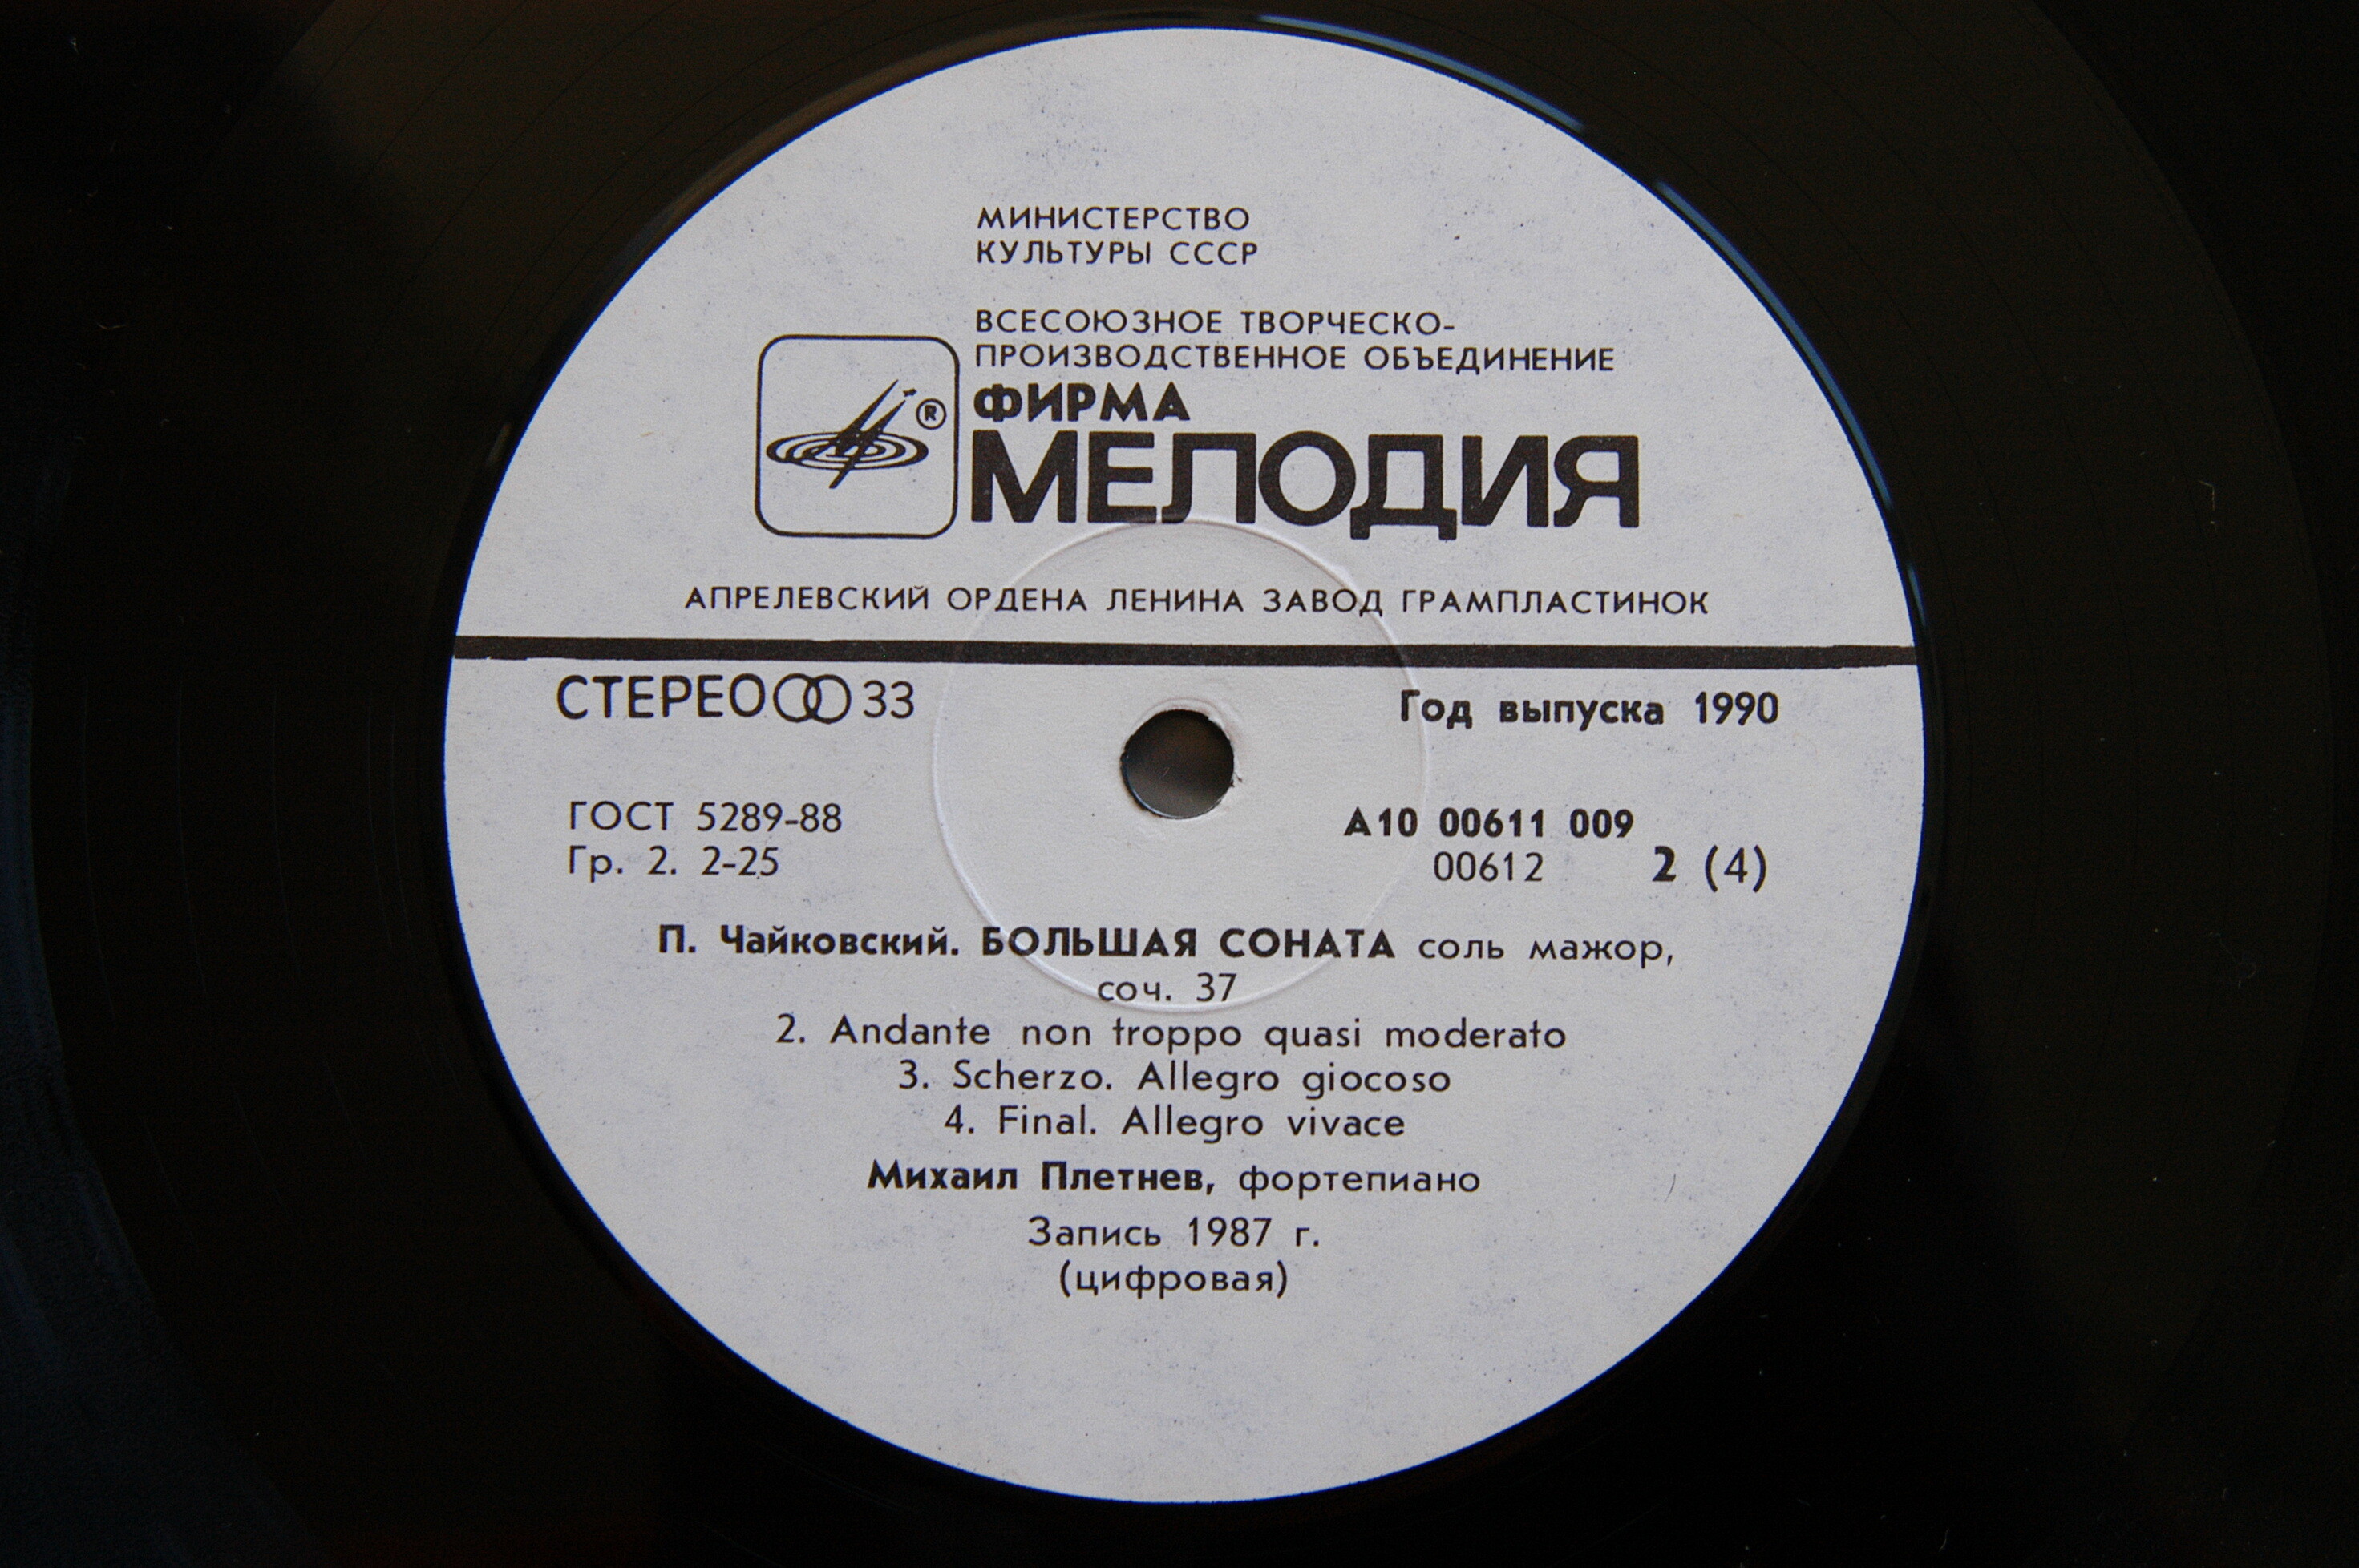 МИНИСТЕРСТВО
КУЛЬТУРЫ СССР
ВСЕСОЮЗНОЕ ТВОРЧЕСКО-
ПРОИЗВОДСТВЕННОЕ ОБЪЕДИНЕНИЕ
®
ФИРМА
МЕЛОДИЯ
АПРЕЛЕВСКИЙ ОРДЕНА ЛЕНИНА ЗАВОД ГРАМПЛАСТИНОК
СТЕРЕО 33
Год выпуска 1990
ГОСТ 5289-88
Гр. 2. 2-25
А10 00611 009
00612 2 (4)
П. Чайковский. БОЛЬШАЯ СОНАТА соль мажор,
соч. 37
2. Andante non troppo quasi moderato
3. Scherzo. Allegro giocoso
4. Final. Allegro vivace
Михаил Плетнев, фортепиано
Запись 1987 г.
(цифровая)